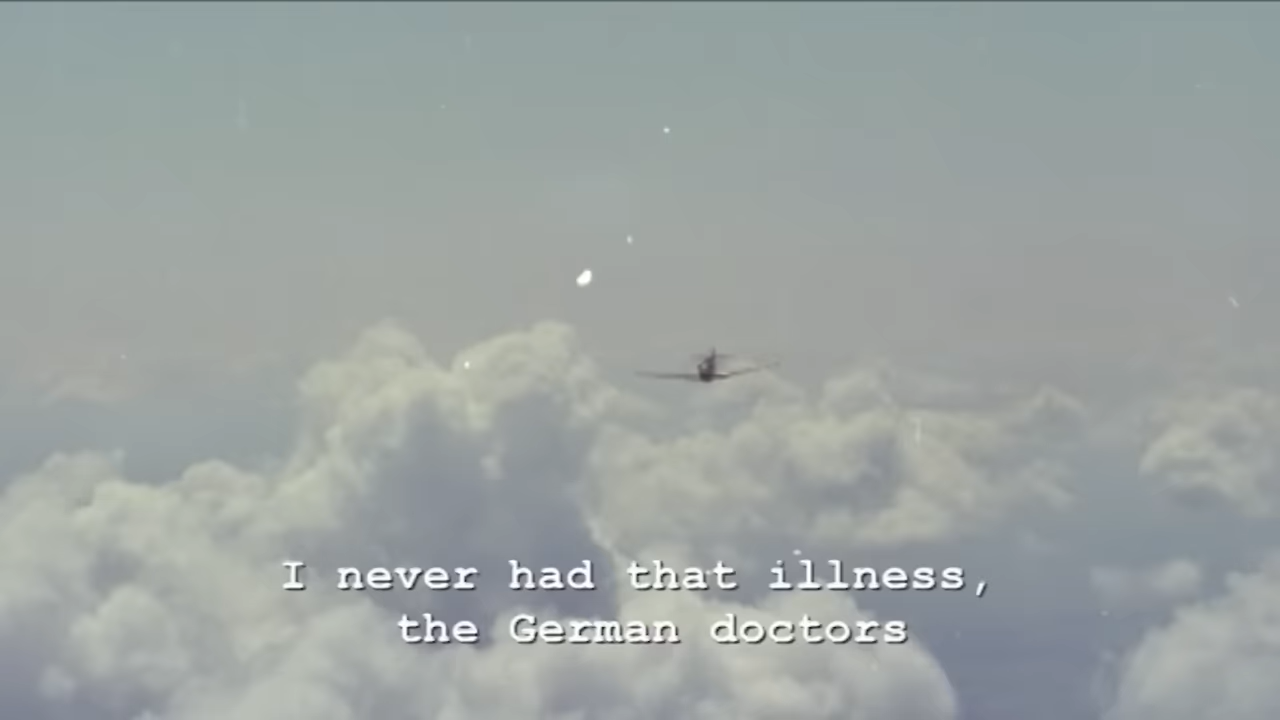 I never had that illness,
the German doctors